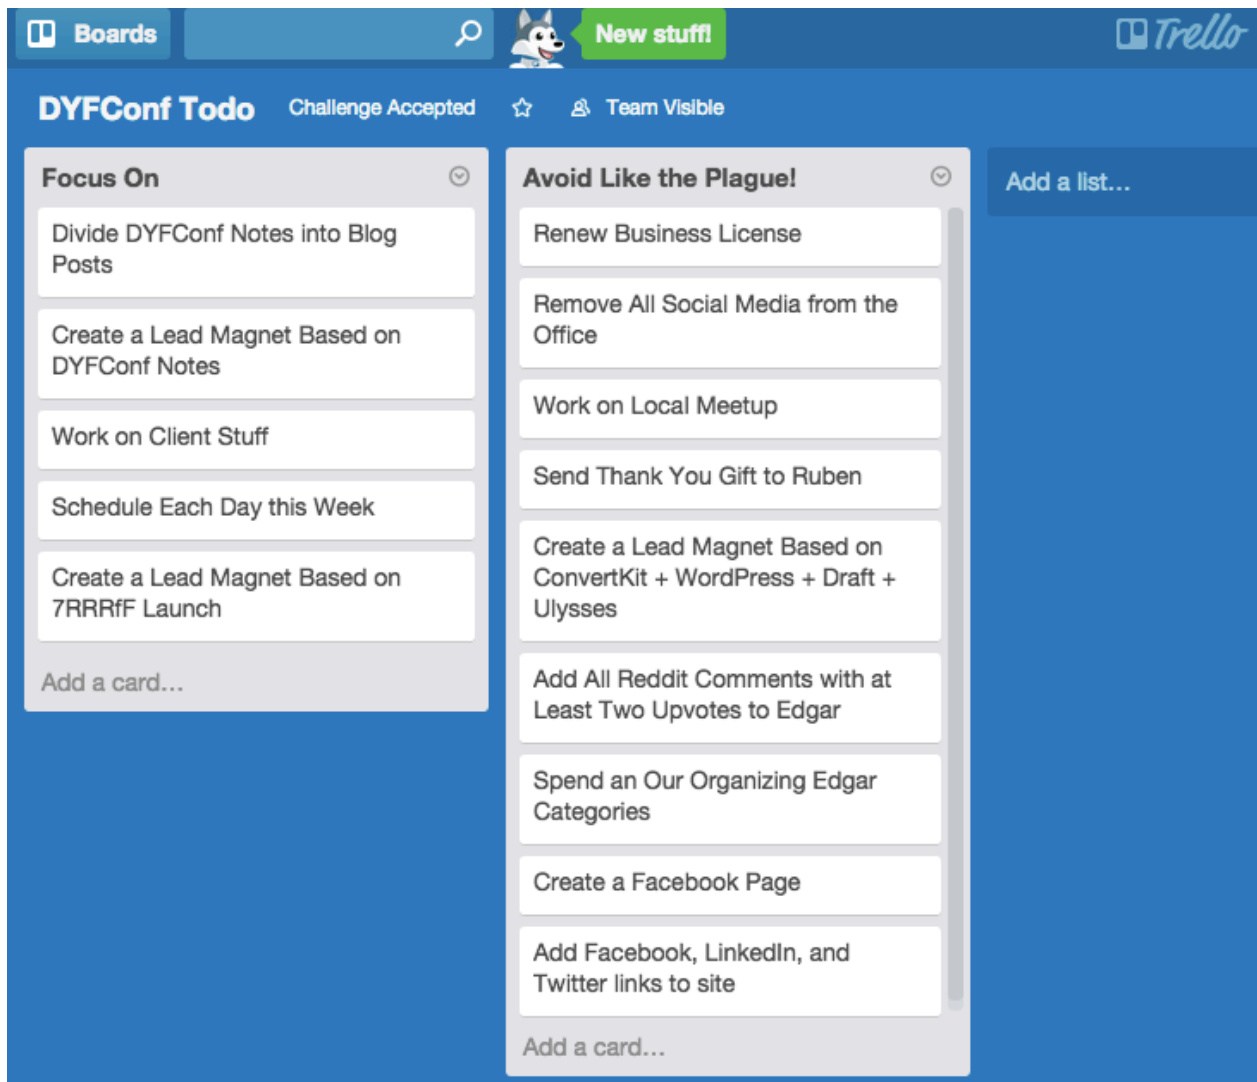 Boards
New stuff!
Trello
DYFConf Todo
Challenge Accepted
Team Visible
Focus On
Divide DYFConf Notes into Blog
Posts
Create a Lead Magnet Based on
DYFConf Notes
Work on Client Stuff
Schedule Each Day this Week
Create a Lead Magnet Based on
7RRRfF Launch
Add a card...
Avoid Like the Plague!
Renew Business License
Remove All Social Media from the
Office
Work on Local Meetup
Send Thank You Gift to Ruben
Create a Lead Magnet Based on
ConvertKit + WordPress + Draft +
Ulysses
Add All Reddit Comments with at
Least Two Upvotes to Edgar
Spend an Our Organizing Edgar
Categories
Create a Facebook Page
Add Facebook, LinkedIn, and
Twitter links to site
Add a card...
Add a list...